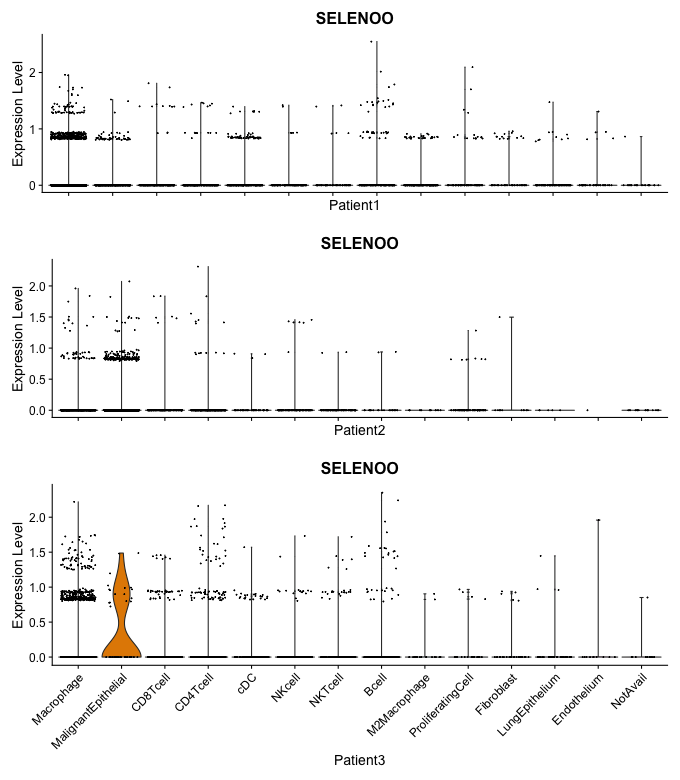 SELENOO
Expression Level
2
1
0
Patient1
SELENOO
Expression Level
2.0
1.5
1.0
0.5
0.0
Patient2
SELENOO
Expression Level
2.0
1.5
1.0
0.5
0.0
Macrophage
MalignantEpithelial
CD8Tcell
CD4Tcell
cDC
NKcell
NKTcell
Bcell
M2Macrophage
ProliferatingCell
Fibroblast
LungEpithelium
Endothelium
NotAvail
Patient3